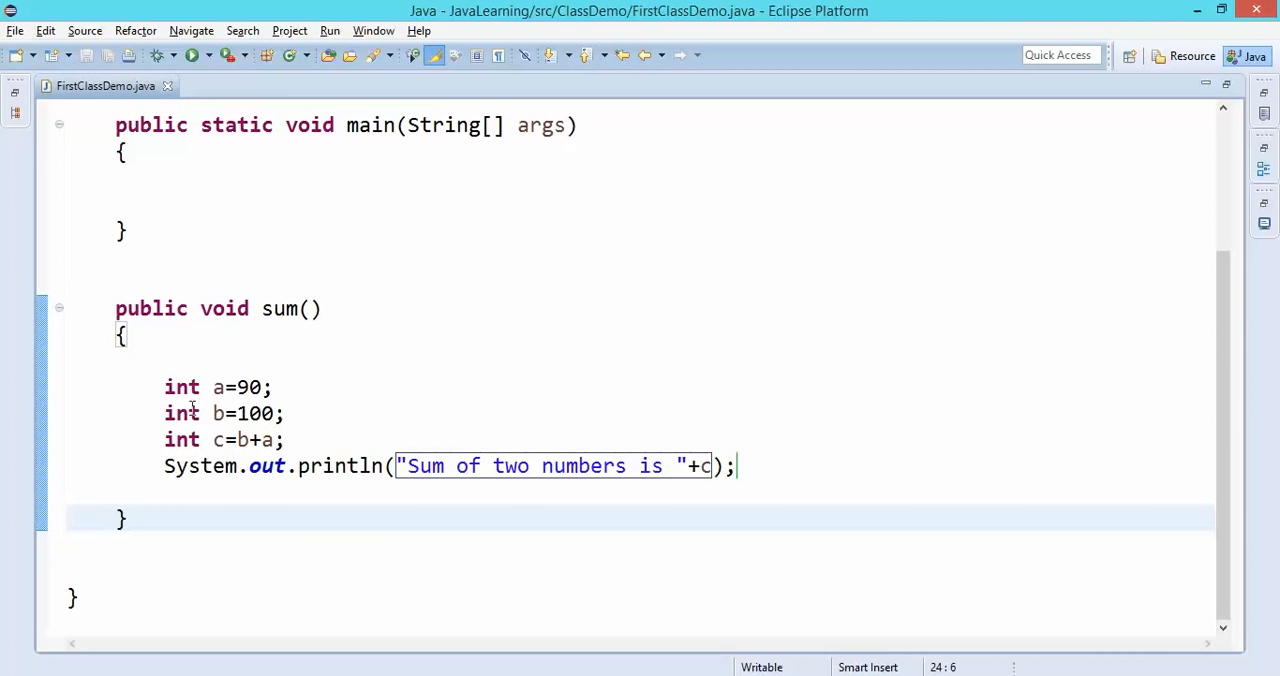 Java - JavaLearning/src/ClassDemo/FirstClassDemo.java - Eclipse Platform
File Edit Source Refactor Navigate Search Project Run Window Help
Quick Access Resource Java
FirstClassDemo.java
public static void main(String[] args)
{
}
public void sum()
{
int a=90;
int b=100;
int c=b+a;
System.out.println("Sum of two numbers is "+c);
}
}
Writable Smart Insert 24 : 6